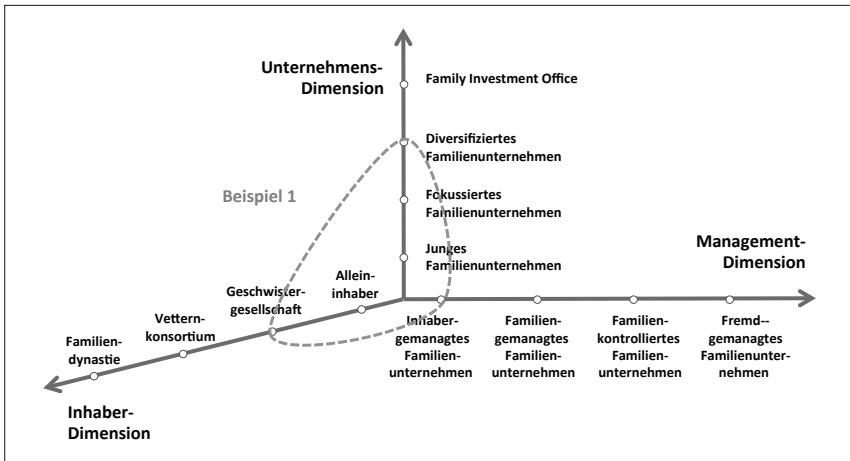 Unternehmens-
Dimension
Family Investment Office
Diversifiziertes
Familienunternehmen
Beispiel 1
Fokussiertes
Familienunternehmen
Junges
Familienunternehmen
Management-
Dimension
Allein-
inhaber
Geschwister-
gesellschaft
Vettern-
konsortium
Familien-
dynastie
Inhaber-
Dimension
Inhaber-
gemanagtes
Familien-
unternehmen
Familien-
gemanagtes
Familien-
unternehmen
Familien-
kontrolliertes
Familien-
unternehmen
Fremd--
gemanagtes
Familienunter-
nehmen